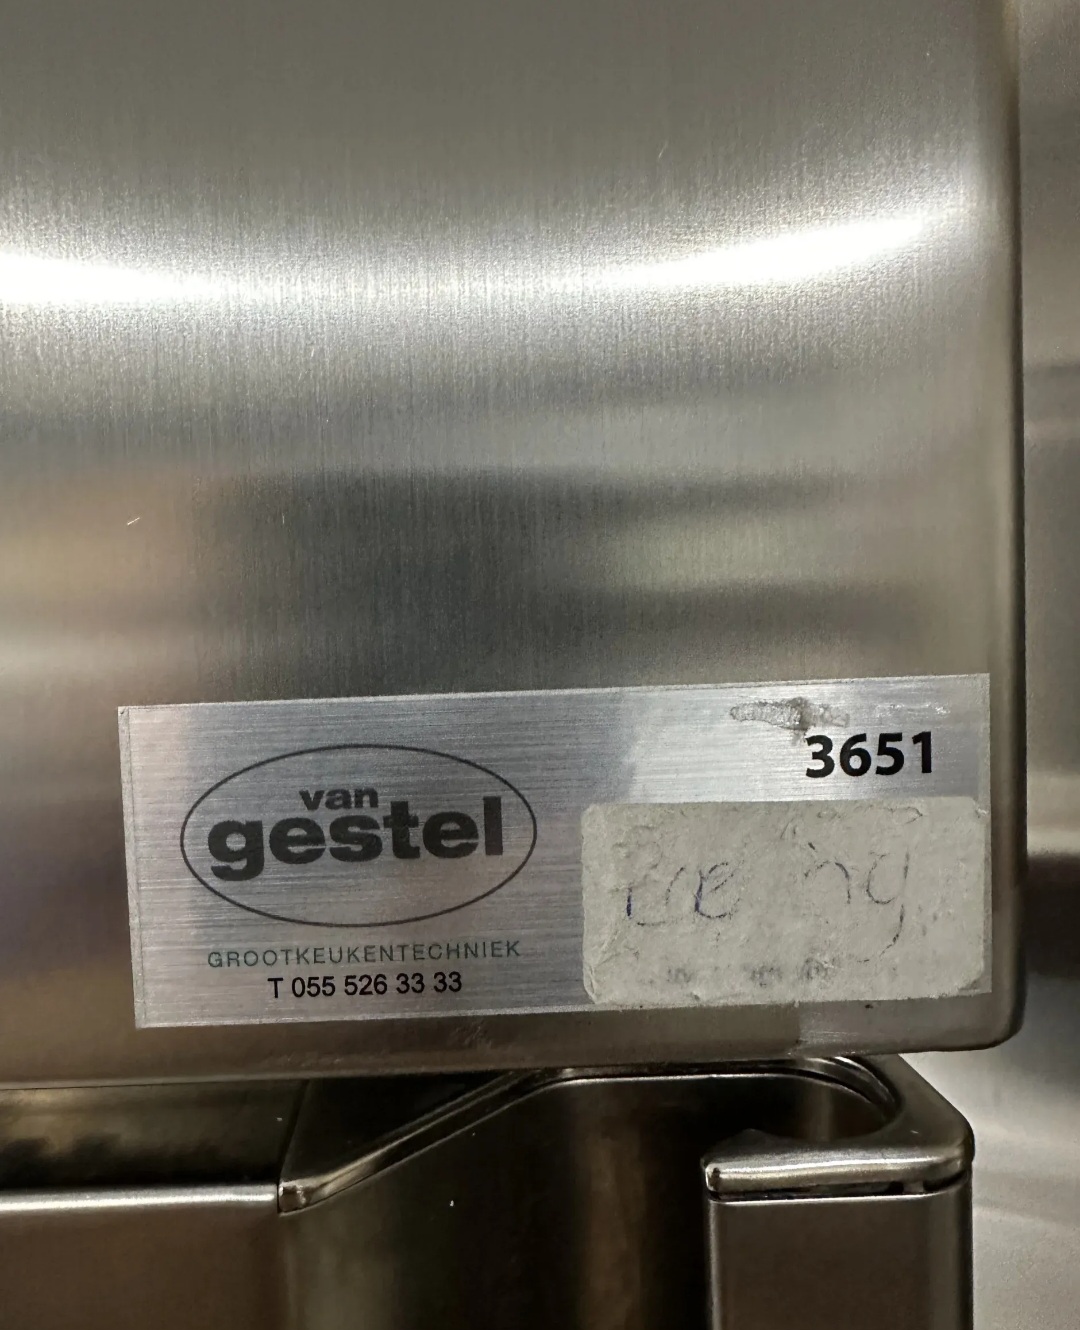 3651
van
gestel
GROOTKEUKENTECHNIEK
T 055 526 33 33